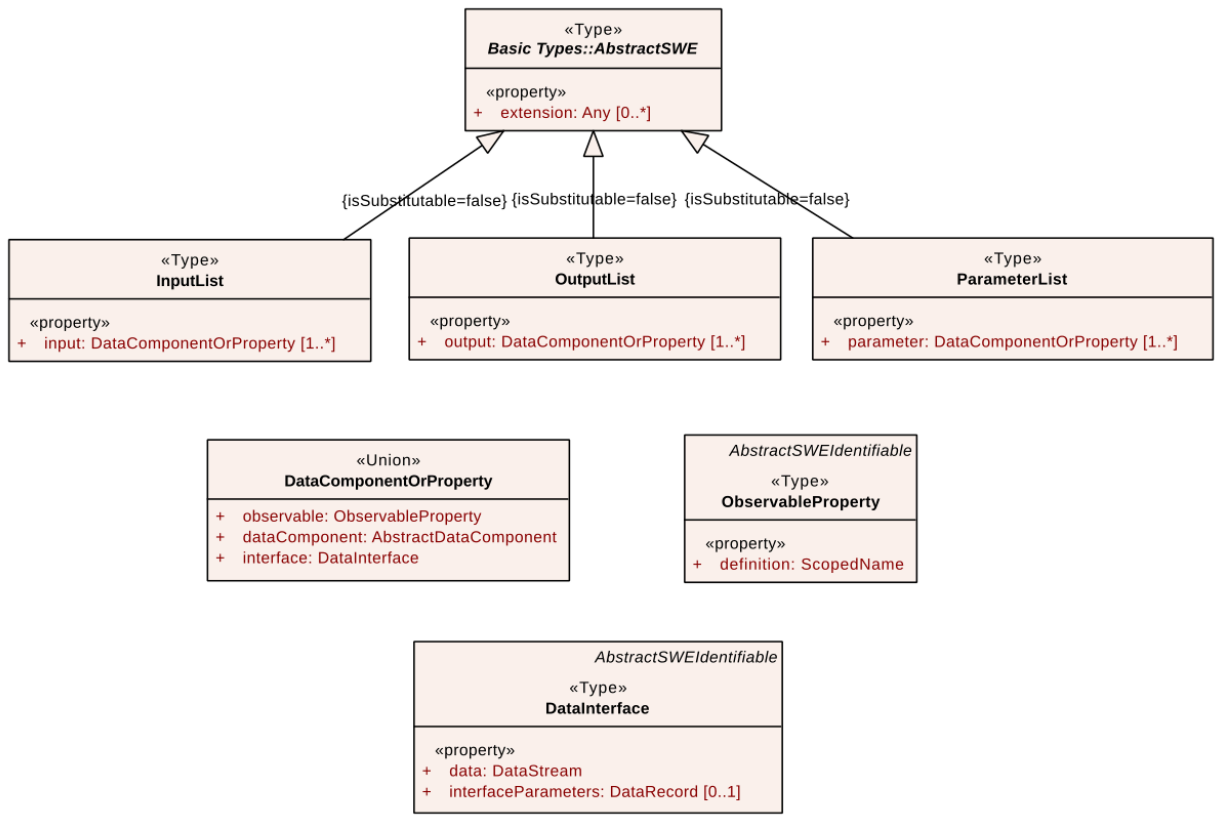 «Type»
Basic Types::AbstractSWE
«property»
+ extension: Any [0..*]
{isSubstitutable=false}
{isSubstitutable=false}
{isSubstitutable=false}
«Type»
InputList
«property»
+ input: DataComponentOrProperty [1..*]
«Type»
OutputList
«property»
+ output: DataComponentOrProperty [1..*]
«Type»
ParameterList
«property»
+ parameter: DataComponentOrProperty [1..*]
«Union»
DataComponentOrProperty
+ observable: ObservableProperty
+ dataComponent: AbstractDataComponent
+ interface: DataInterface
AbstractSWEIdentifiable
«Type»
ObservableProperty
«property»
+ definition: ScopedName
AbstractSWEIdentifiable
«Type»
DataInterface
«property»
+ data: DataStream
+ interfaceParameters: DataRecord [0..1]